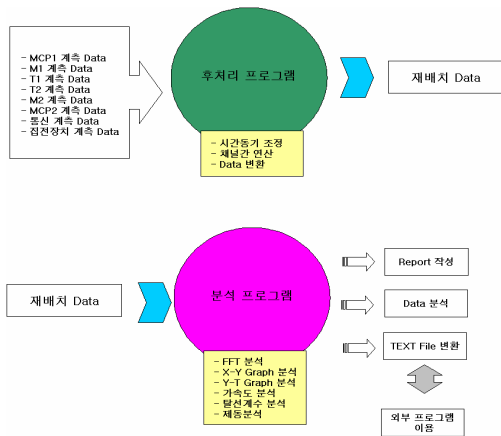 - MCP1 계측 Data
- M1 계측 Data
- T1 계측 Data
- T2 계측 Data
- M2 계측 Data
- MCP2 계측 Data
- 통신 계측 Data
- 집전장치 계측 Data
후처리 프로그램
재배치 Data
- 시간동기 조정
- 채널간 연산
- Data 변환
재배치 Data
분석 프로그램
- FFT 분석
- X-Y Graph 분석
- Y-T Graph 분석
- 가속도 분석
- 탈선계수 분석
- 제동분석
Report 작성
Data 분석
TEXT File 변환
외부 프로그램
이용